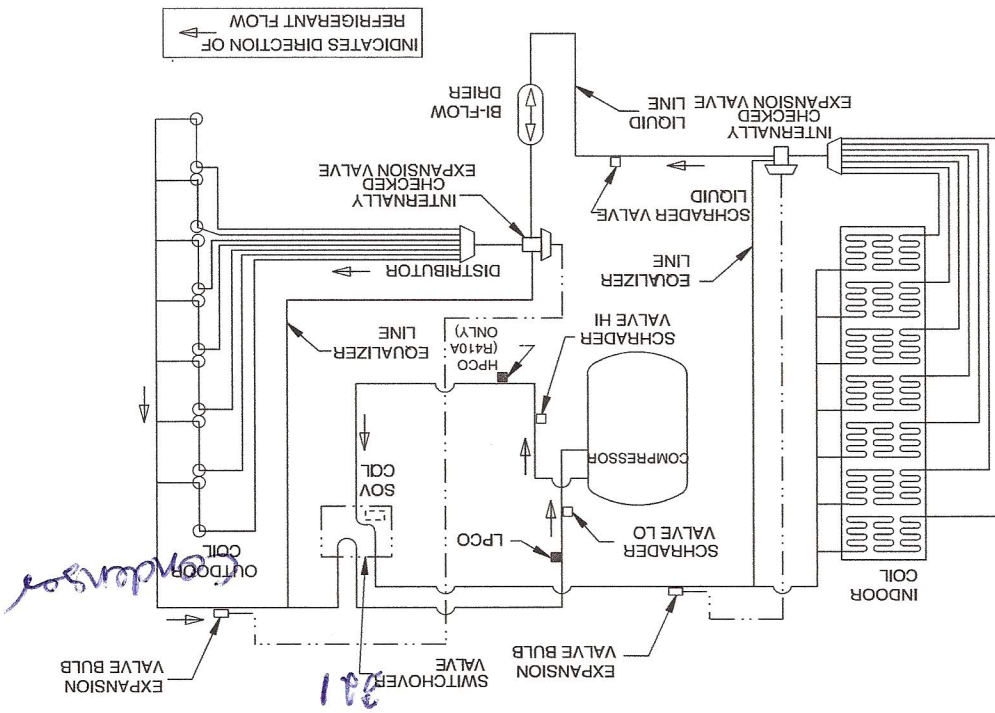 EXPANSION
VALVE BULB
SWITCHOVER
VALVE
EXPANSION
VALVE BULB
INDOOR
COIL
SCHRADER
VALVE LO
LPCO
OUTDOOR
COIL
Condensor
COMPRESSOR
SOV
COIL
SCHRADER
VALVE HI
HPCO
(R410A
ONLY)
EQUALIZER
LINE
EQUALIZER
LINE
DISTRIBUTOR
SCHRADER VALVE
LIQUID
INTERNALLY
CHECKED
EXPANSION VALVE
INTERNALLY
CHECKED
EXPANSION VALVE
LIQUID
LINE
BI-FLOW
DRIER
INDICATES DIRECTION OF
REFRIGERANT FLOW